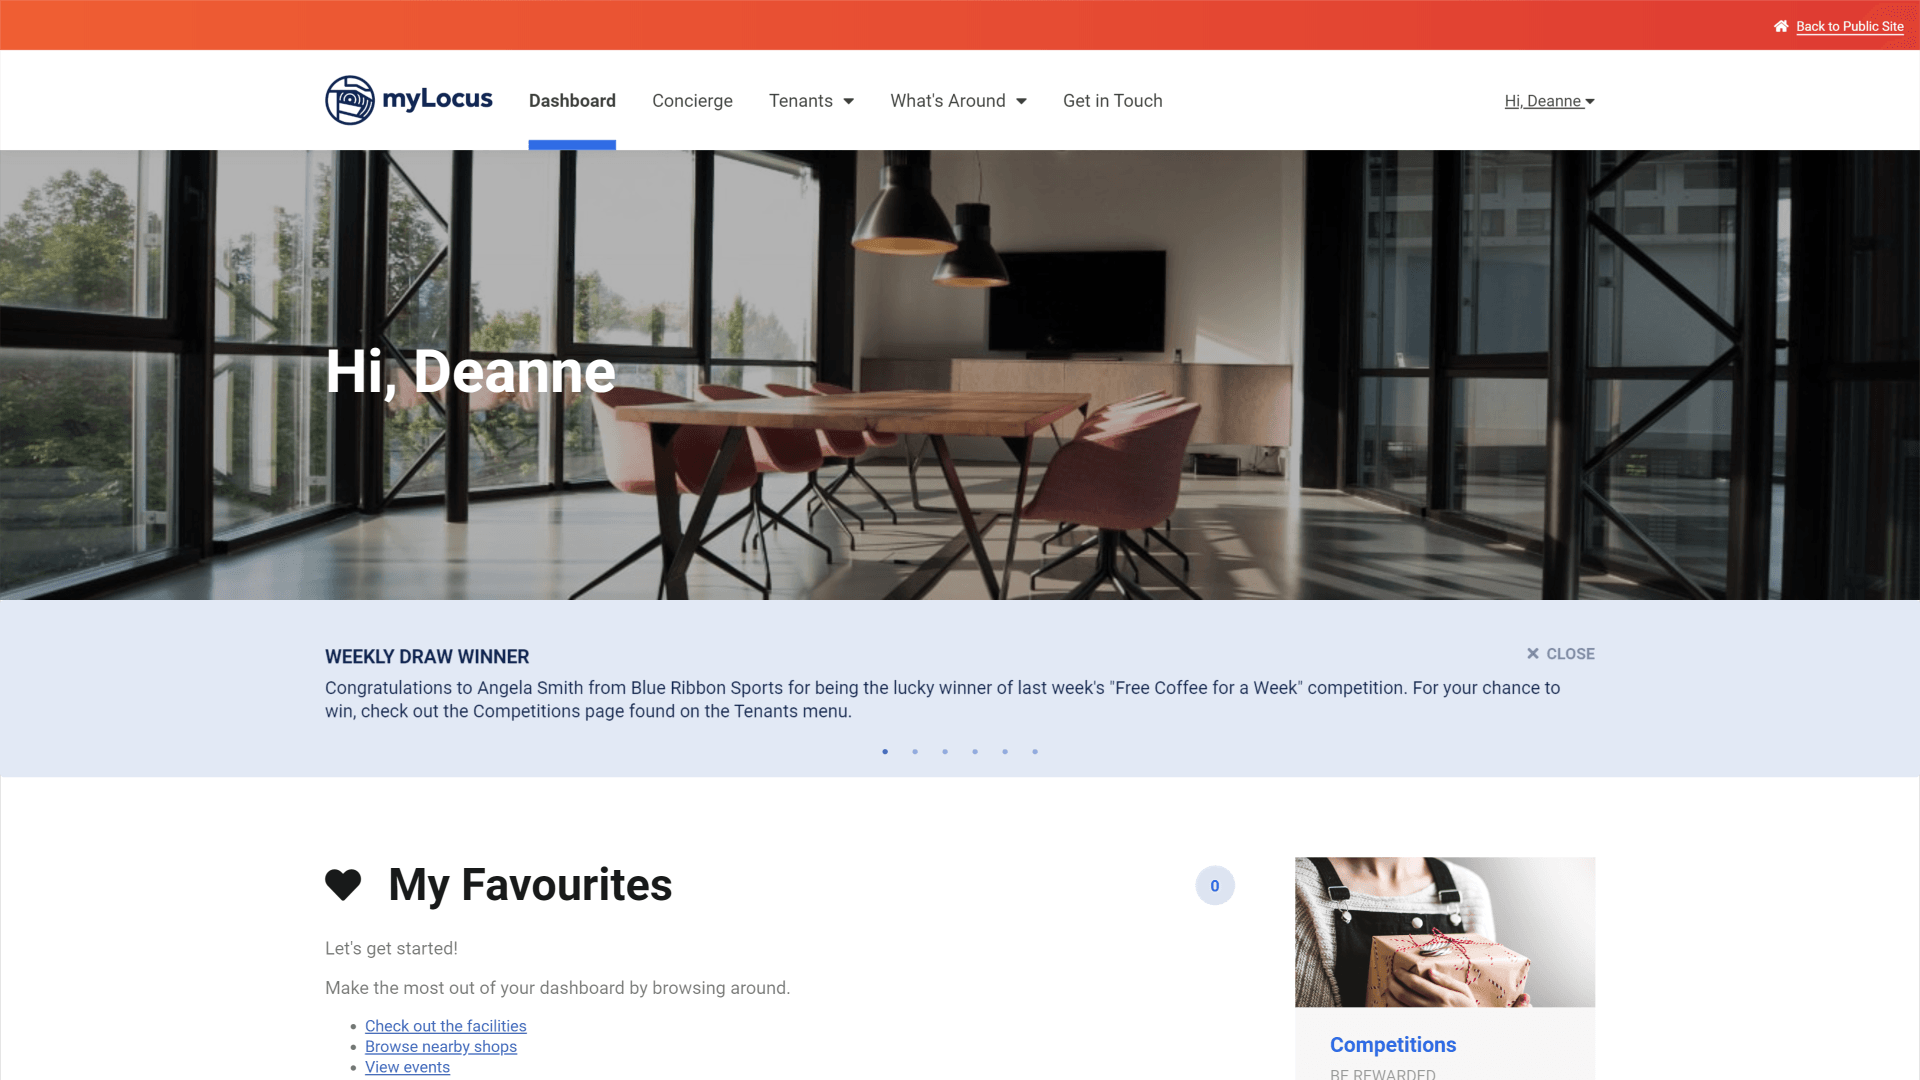 Back to Public Site
myLocus
Dashboard
Concierge
Tenants
What's Around
Get in Touch
Hi, Deanne
Hi, Deanne
WEEKLY DRAW WINNER
CLOSE
Congratulations to Angela Smith from Blue Ribbon Sports for being the lucky winner of last week's "Free Coffee for a Week" competition. For your chance to
win, check out the Competitions page found on the Tenants menu.
My Favourites
0
Let's get started!
Make the most out of your dashboard by browsing around.
Check out the facilities
Browse nearby shops
View events
Competitions
BE REWARDED